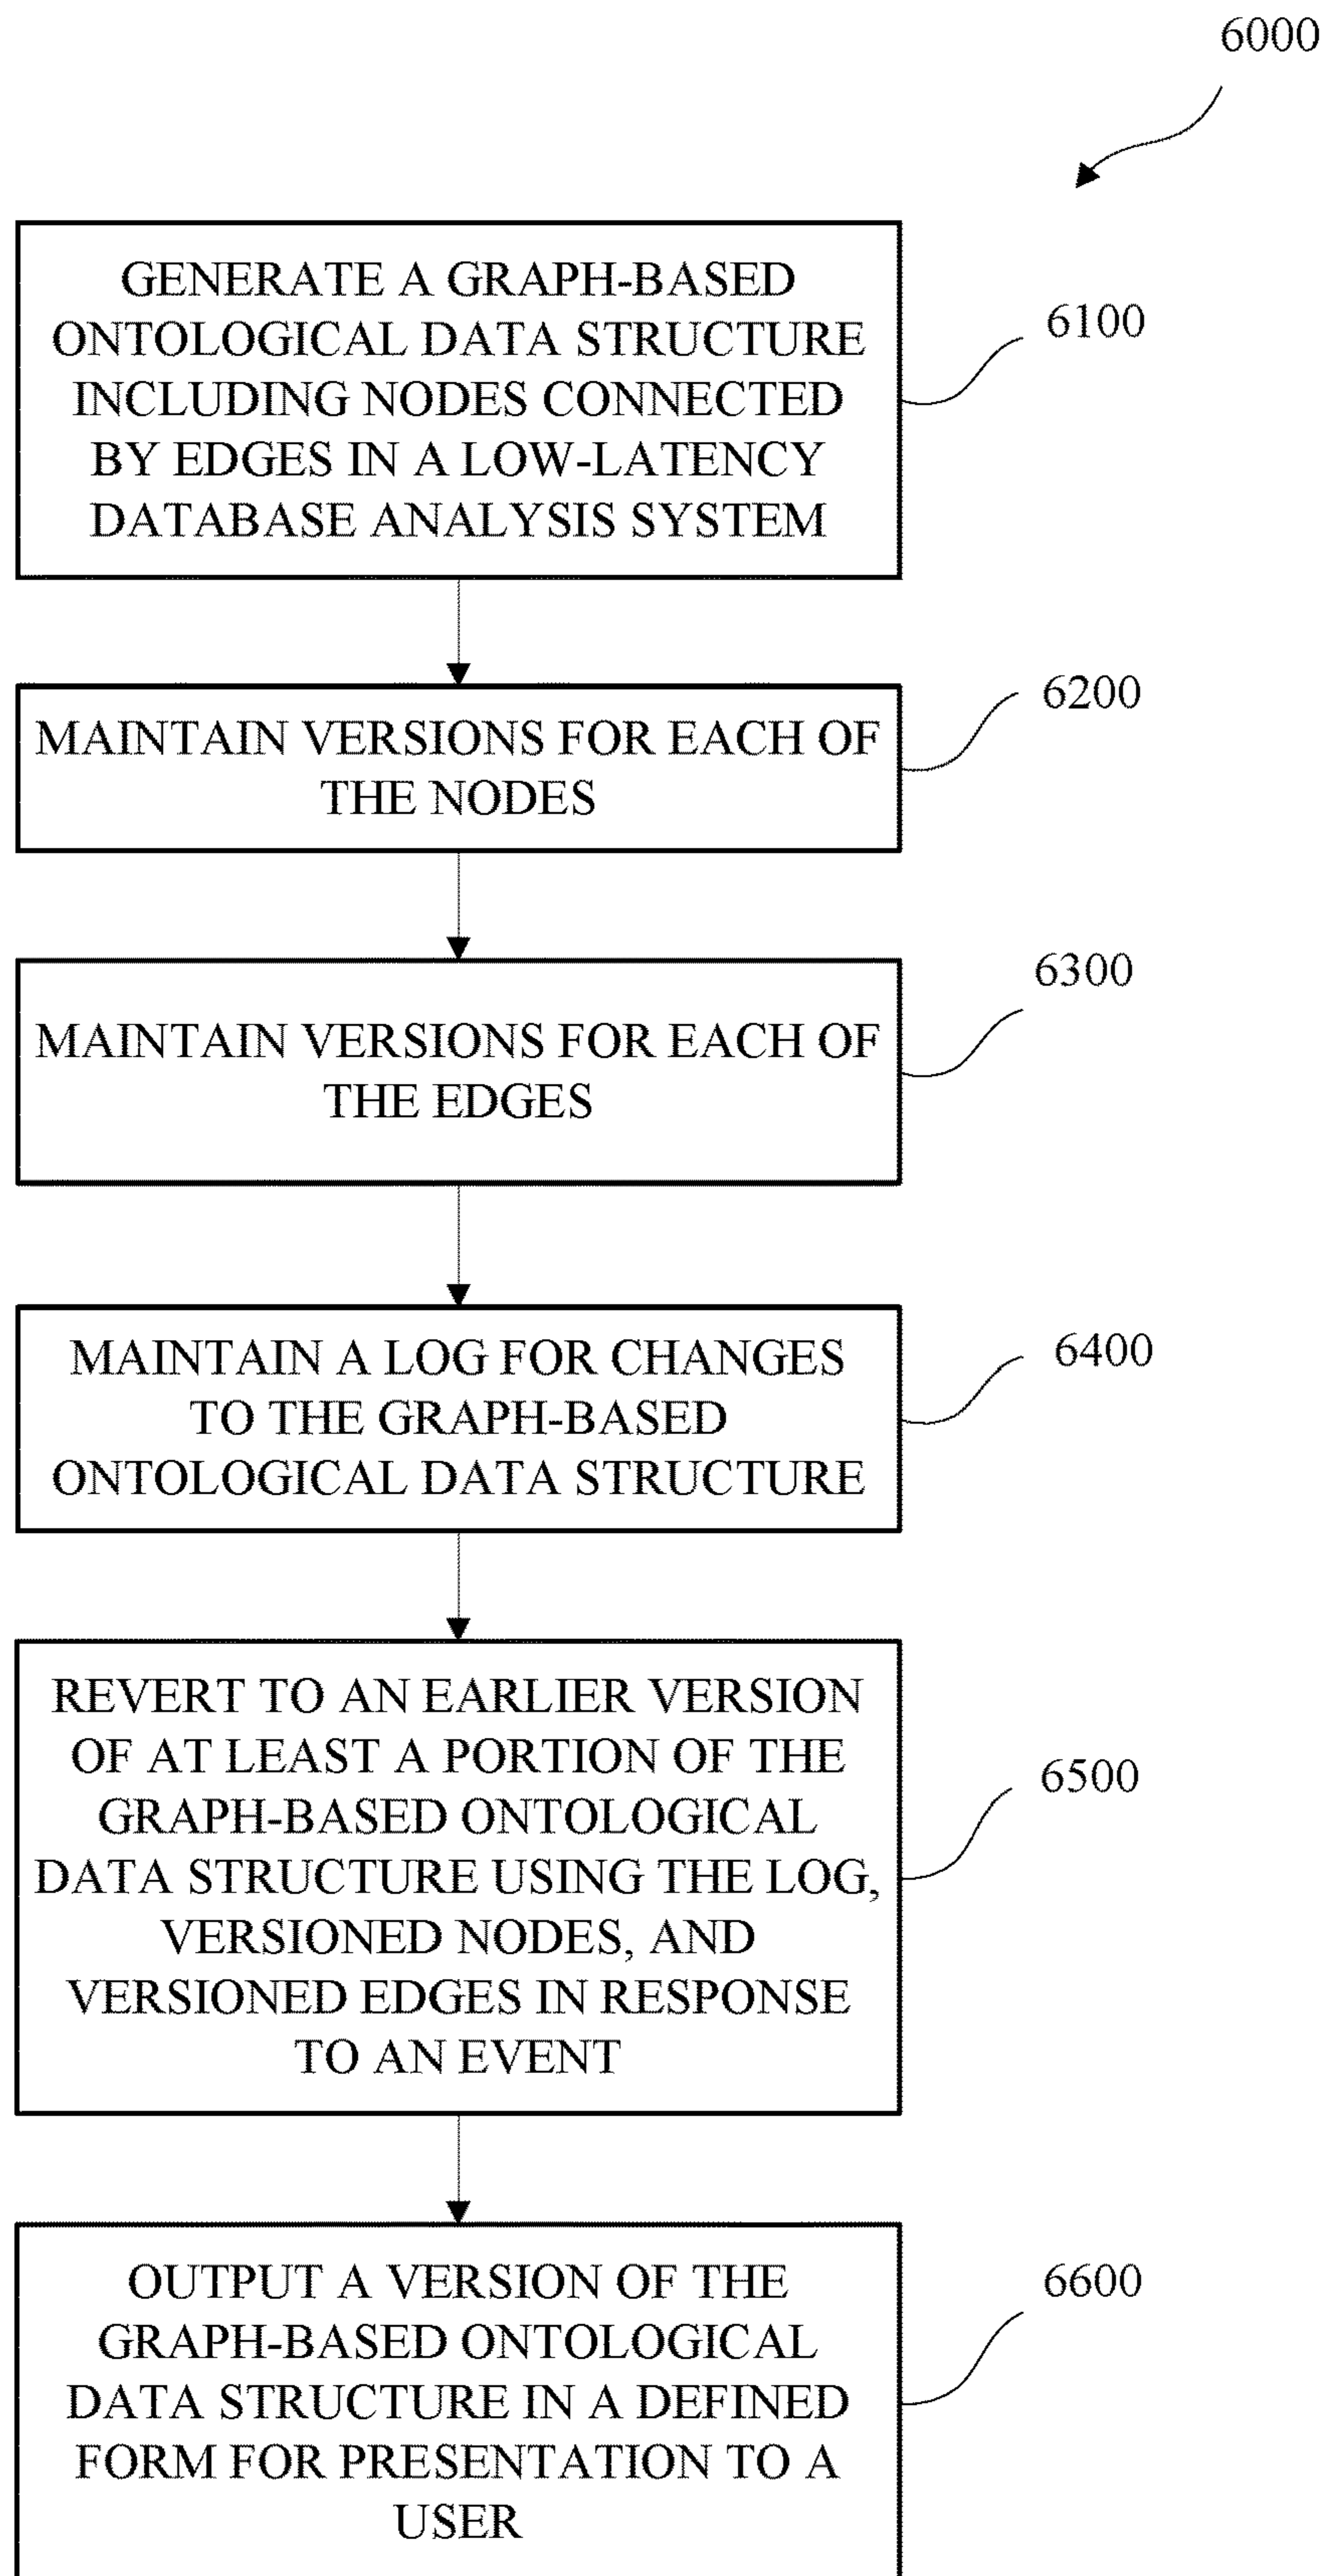 6000
GENERATE A GRAPH-BASED
ONTOLOGICAL DATA STRUCTURE
INCLUDING NODES CONNECTED
BY EDGES IN A LOW-LATENCY
DATABASE ANALYSIS SYSTEM
6100
MAINTAIN VERSIONS FOR EACH OF
THE NODES
6200
MAINTAIN VERSIONS FOR EACH OF
THE EDGES
6300
MAINTAIN A LOG FOR CHANGES
TO THE GRAPH-BASED
ONTOLOGICAL DATA STRUCTURE
6400
REVERT TO AN EARLIER VERSION
OF AT LEAST A PORTION OF THE
GRAPH-BASED ONTOLOGICAL
DATA STRUCTURE USING THE LOG,
VERSIONED NODES, AND
VERSIONED EDGES IN RESPONSE
TO AN EVENT
6500
OUTPUT A VERSION OF THE
GRAPH-BASED ONTOLOGICAL
DATA STRUCTURE IN A DEFINED
FORM FOR PRESENTATION TO A
USER
6600